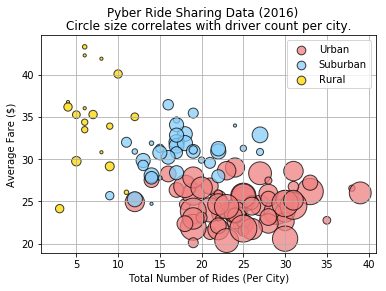 Pyber Ride Sharing Data (2016)
Circle size correlates with driver count per city.
Urban
Suburban
Rural
Average Fare ($)
40
35
30
25
20
5 10 15 20 25 30 35 40
Total Number of Rides (Per City)